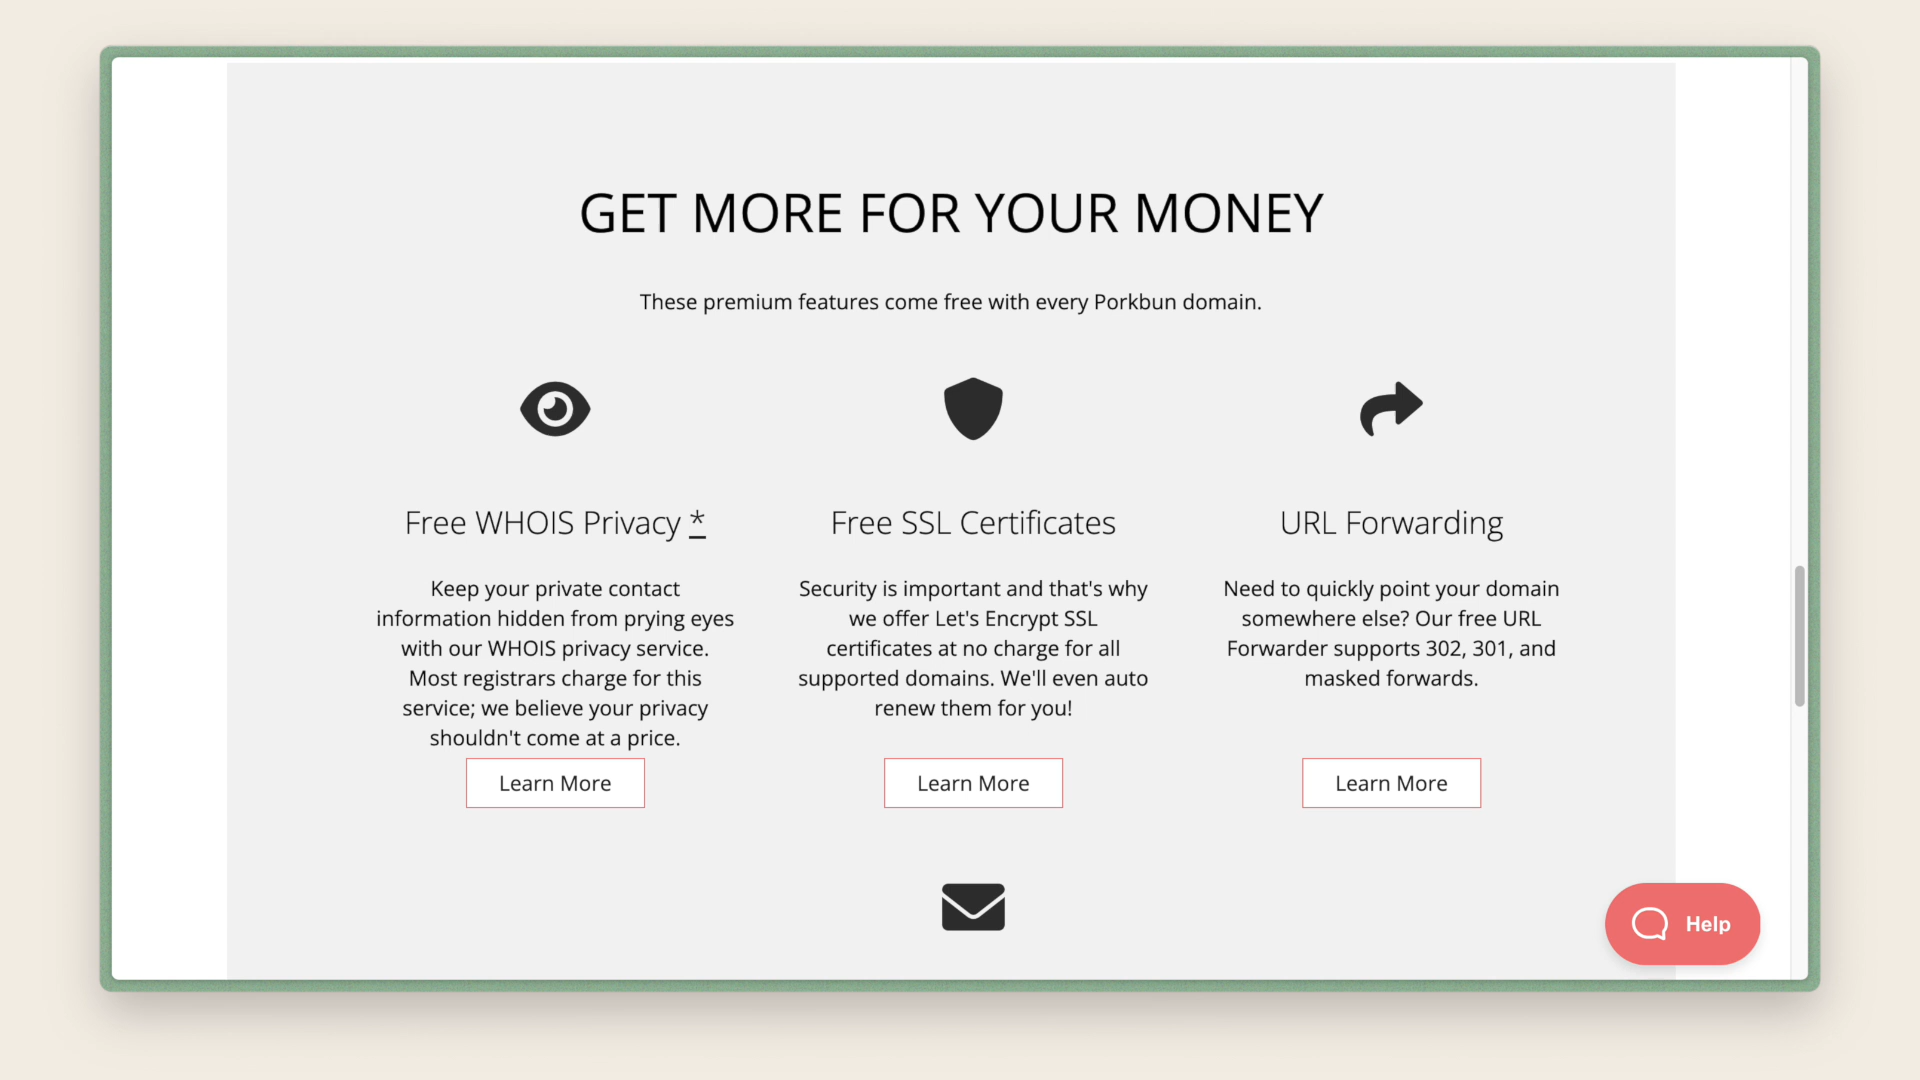 GET MORE FOR YOUR MONEY
These premium features come free with every Porkbun domain.
Free WHOIS Privacy *
Keep your private contact
information hidden from prying eyes
with our WHOIS privacy service.
Most registrars charge for this
service; we believe your privacy
shouldn't come at a price.
Learn More
Free SSL Certificates
Security is important and that's why
we offer Let's Encrypt SSL
certificates at no charge for all
supported domains. We'll even auto
renew them for you!
Learn More
URL Forwarding
Need to quickly point your domain
somewhere else? Our free URL
Forwarder supports 302, 301, and
masked forwards.
Learn More
Help